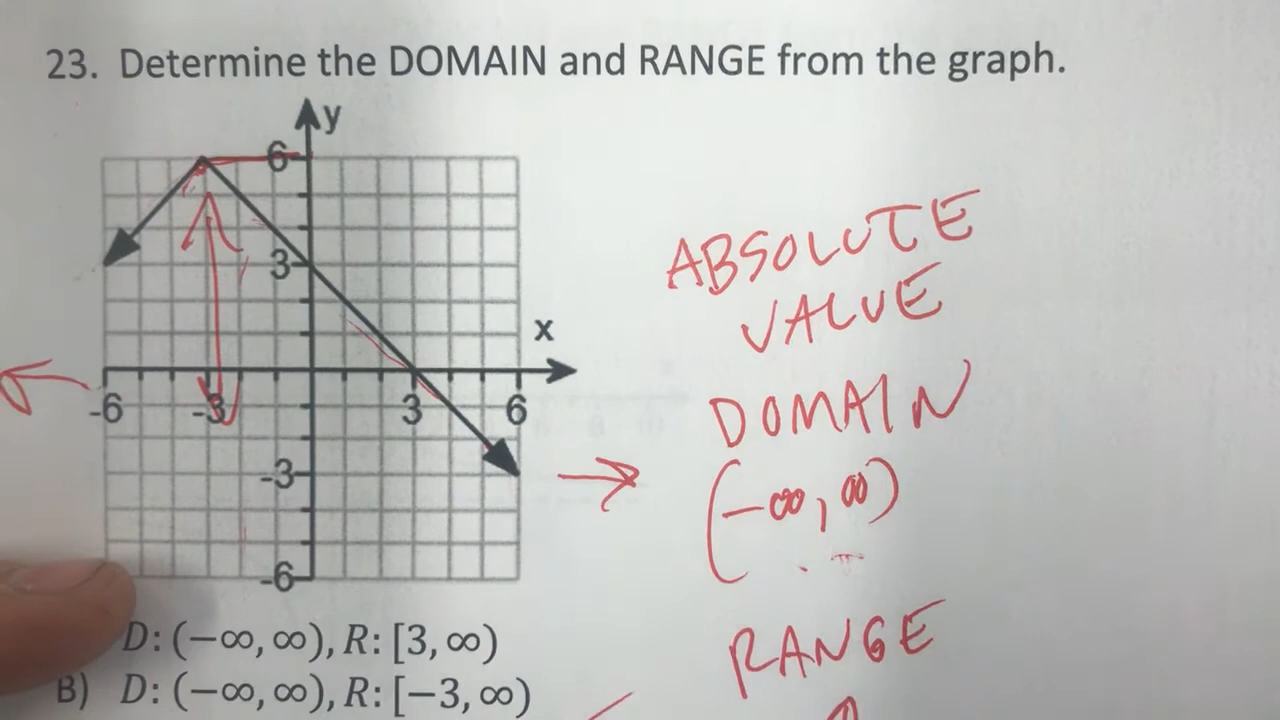 23. Determine the DOMAIN and RANGE from the graph.
y
6
3
x
-6
-3
3
6
-3
-6
ABSOLUTE
VALUE
DOMAIN
(-∞, ∞)
RANGE
D: (−∞, ∞), R: [3, ∞)
B) D: (−∞, ∞), R: [−3, ∞)